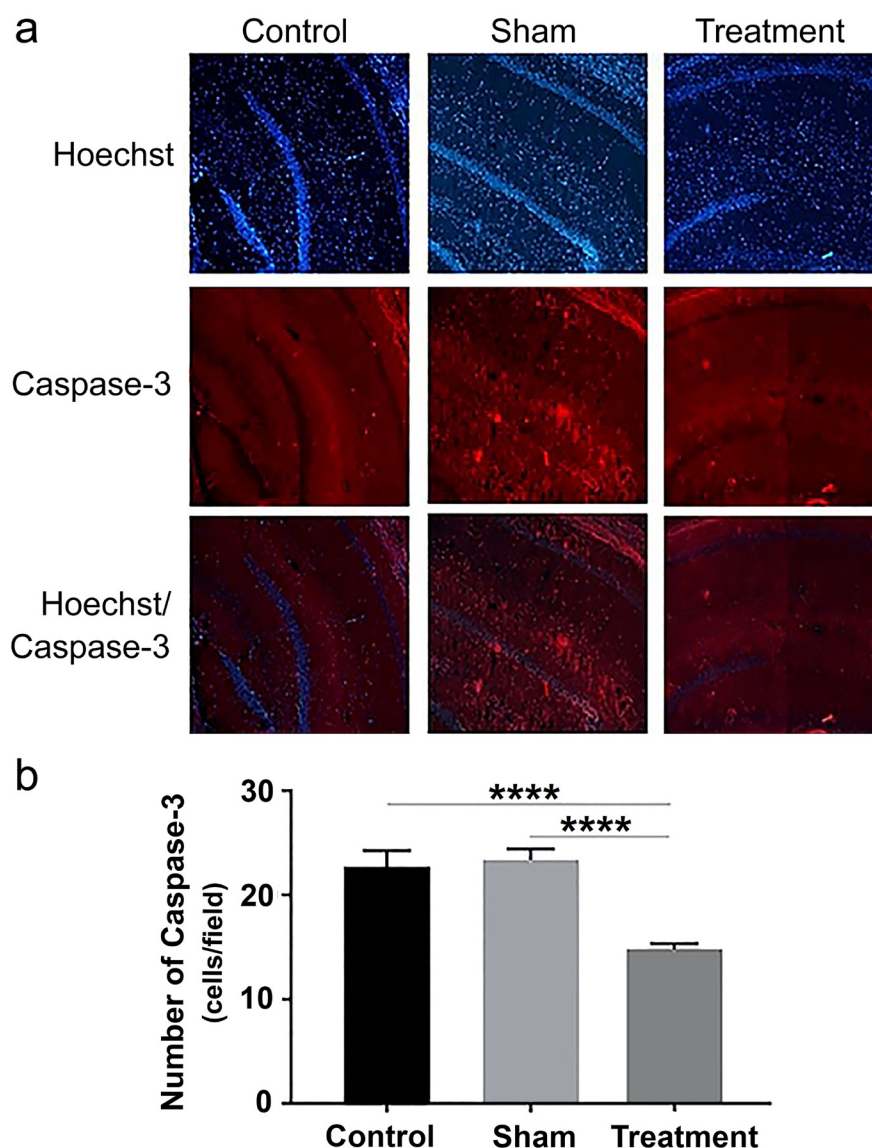 a
Control Sham Treatment
Hoechst
Caspase-3
Hoechst/
Caspase-3
b
Number of Caspase-3
(cells/field)
30
20
10
0
****
****
Control Sham Treatment